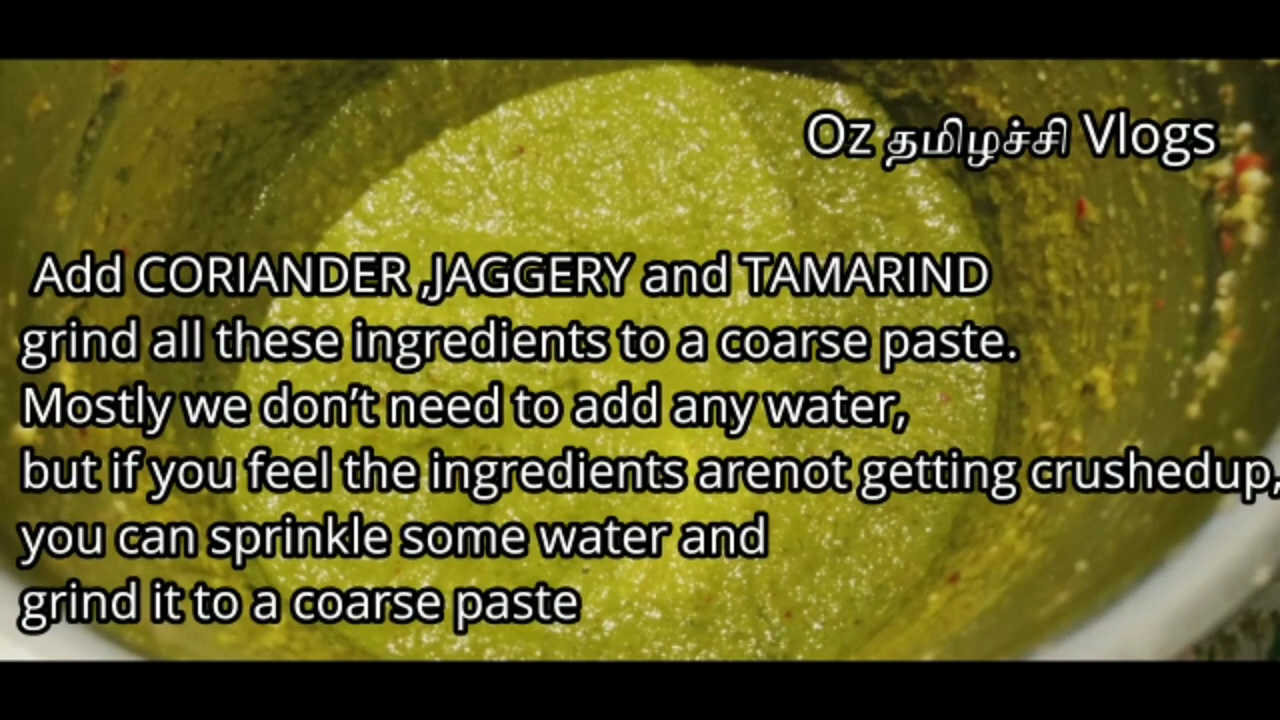 Oz தமிழச்சி Vlogs
Add CORIANDER ,JAGGERY and TAMARIND
grind all these ingredients to a coarse paste.
Mostly we don’t need to add any water,
but if you feel the ingredients arenot getting crushedup,
you can sprinkle some water and
grind it to a coarse paste